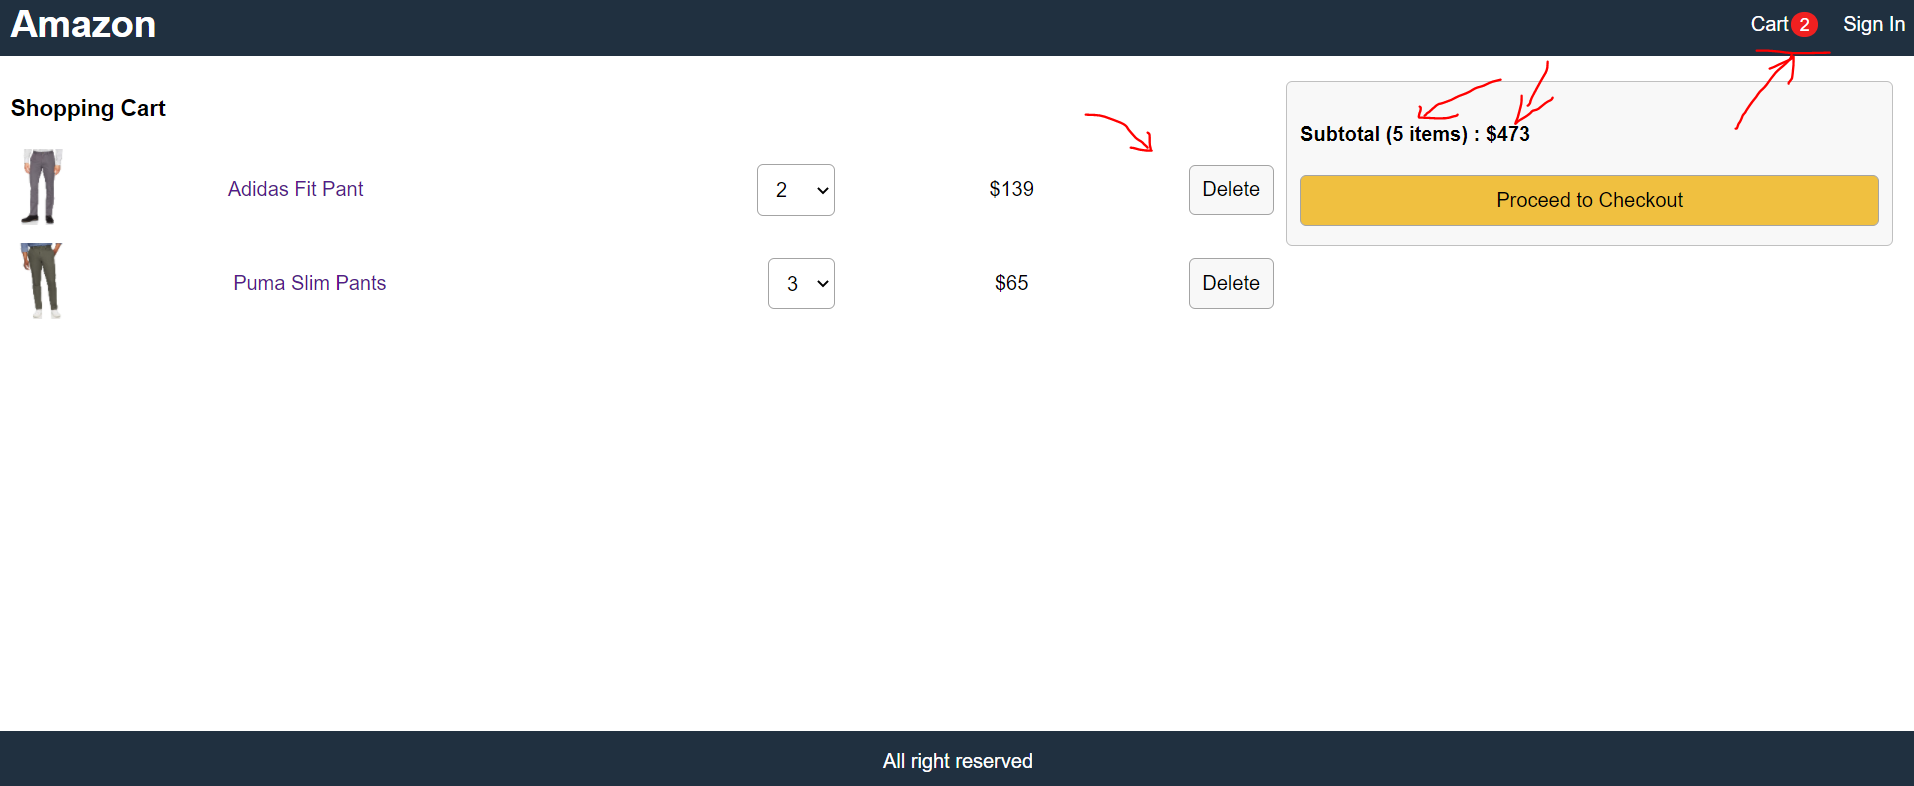 Amazon
Cart 2 Sign In
Shopping Cart
Subtotal (5 items) : $473
Adidas Fit Pant 2 $139 Delete
Proceed to Checkout
Puma Slim Pants 3 $65 Delete
All right reserved